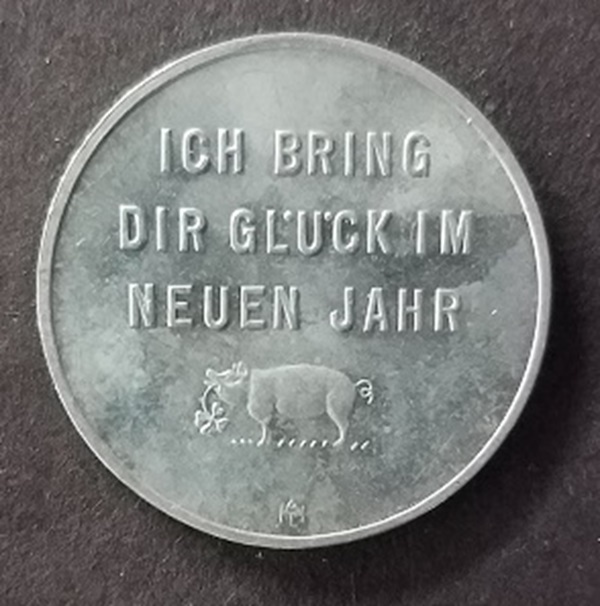 ICH BRING
DIR GLÜCK IM
NEUEN JAHR